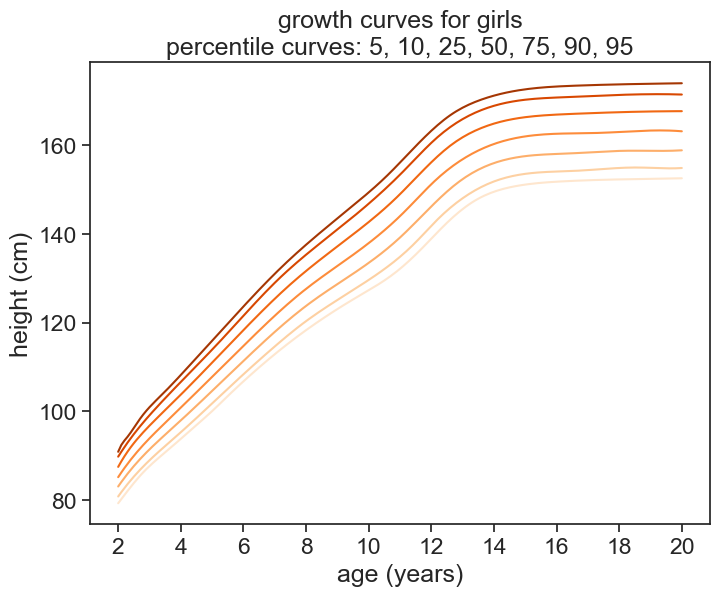 growth curves for girls
percentile curves: 5, 10, 25, 50, 75, 90, 95
height (cm)
160
140
120
100
80
2 4 6 8 10 12 14 16 18 20
age (years)